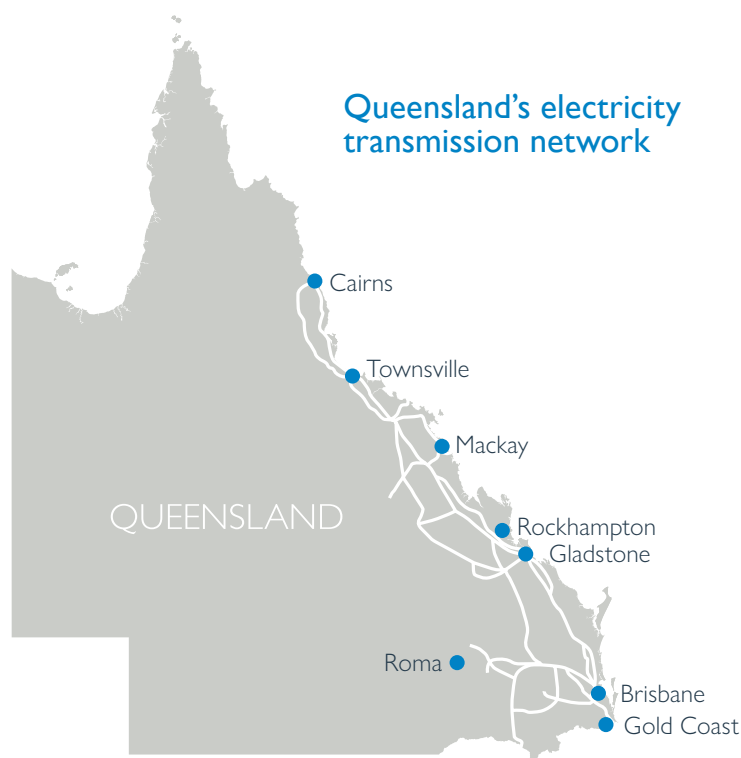 Queensland's electricity
transmission network
Cairns
Townsville
Mackay
QUEENSLAND
Rockhampton
Gladstone
Roma
Brisbane
Gold Coast